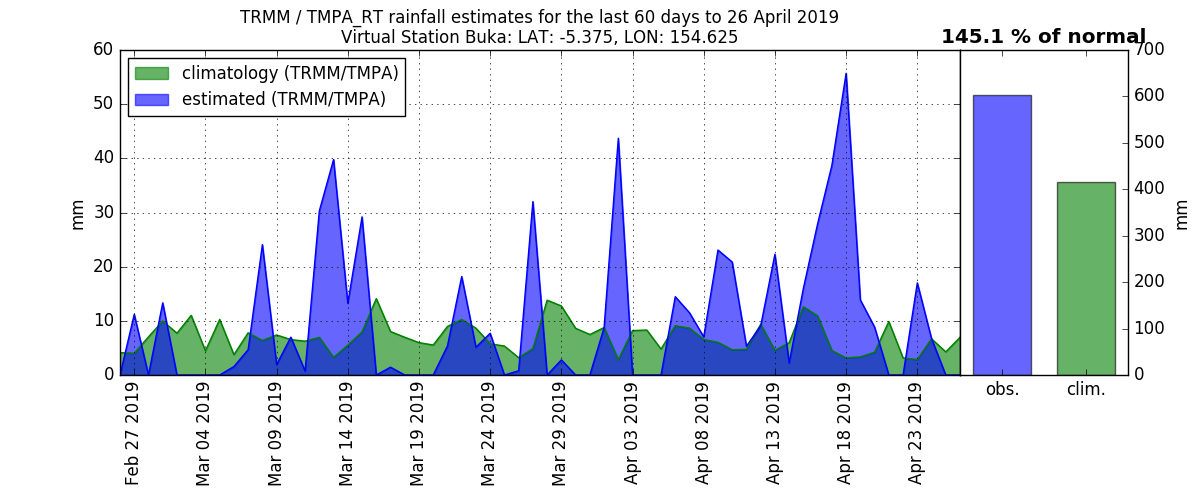 TRMM / TMPA_RT rainfall estimates for the last 60 days to 26 April 2019
Virtual Station Buka: LAT: -5.375, LON: 154.625
145.1 % of normal
climatology (TRMM/TMPA)
estimated (TRMM/TMPA)
60
50
40
30
20
10
0
mm
Feb 27 2019
Mar 04 2019
Mar 09 2019
Mar 14 2019
Mar 19 2019
Mar 24 2019
Mar 29 2019
Apr 03 2019
Apr 08 2019
Apr 13 2019
Apr 18 2019
Apr 23 2019
700
600
500
400
300
200
100
0
mm
obs.
clim.